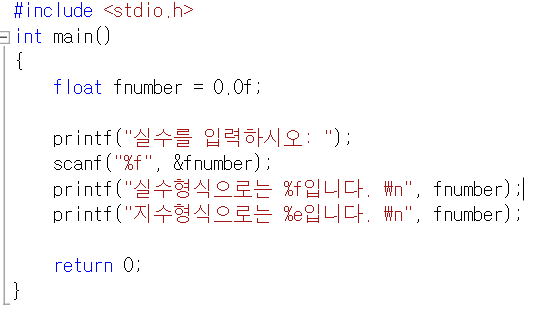 #include <stdio.h>
int main()
{
float fnumber = 0.0f;
printf("실수를 입력하시오: ");
scanf("%f", &fnumber);
printf("실수형식으로는 %f입니다. ₩n", fnumber);
printf("지수형식으로는 %e입니다. ₩n", fnumber);
return 0;
}